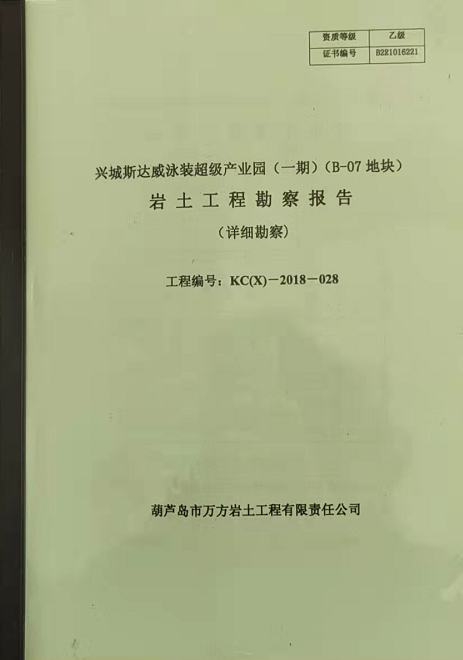 资质等级 乙级
证书编号 B221016221
兴城斯达威泳装超级产业园（一期）（B-07 地块）
岩土工程勘察报告
（详细勘察）
工程编号：KC(X)－2018－028
葫芦岛市万方岩土工程有限责任公司